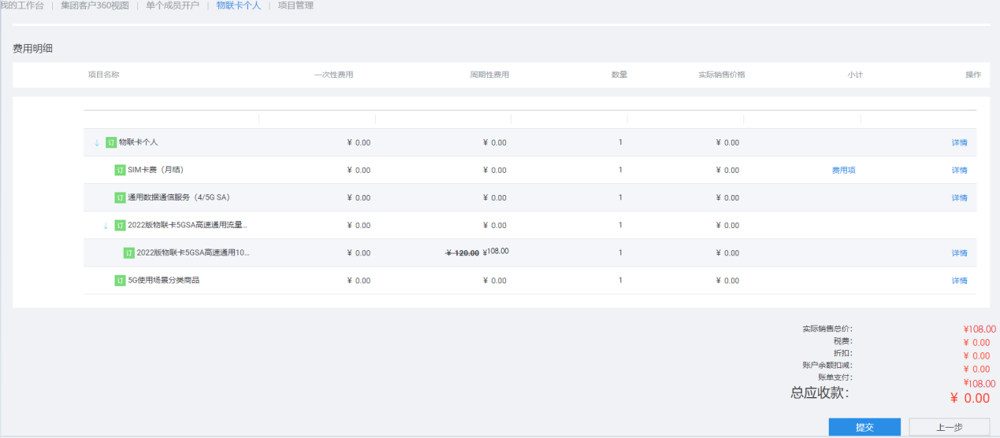 我的工作台 | 集团客户360视图 | 单个成员开户 | 物联卡个人 | 项目管理
费用明细
项目名称 一次性费用 周期性费用 数量 实际销售价格 小计 操作
↓ 订 物联卡个人 ¥ 0.00 ¥ 0.00 1 ¥ 0.00 详情
订 SIM卡费（月结） ¥ 0.00 ¥ 0.00 1 ¥ 0.00 费用项 详情
订 通用数据通信服务（4/5G SA） ¥ 0.00 ¥ 0.00 1 ¥ 0.00 详情
↓ 订 2022版物联卡5GSA高速通用流量... ¥ 0.00 ¥ 0.00 1 ¥ 0.00
订 2022版物联卡5GSA高速通用10... ¥ 0.00 ¥ 120.00 ¥108.00 1 ¥ 0.00 详情
订 5G使用场景分类商品 ¥ 0.00 ¥ 0.00 1 ¥ 0.00 详情
实际销售总价： ¥108.00
税费： ¥ 0.00
折扣： ¥ 0.00
账户余额扣减： ¥ 0.00
账单支付： ¥108.00
总应收款： ¥ 0.00
提交 上一步